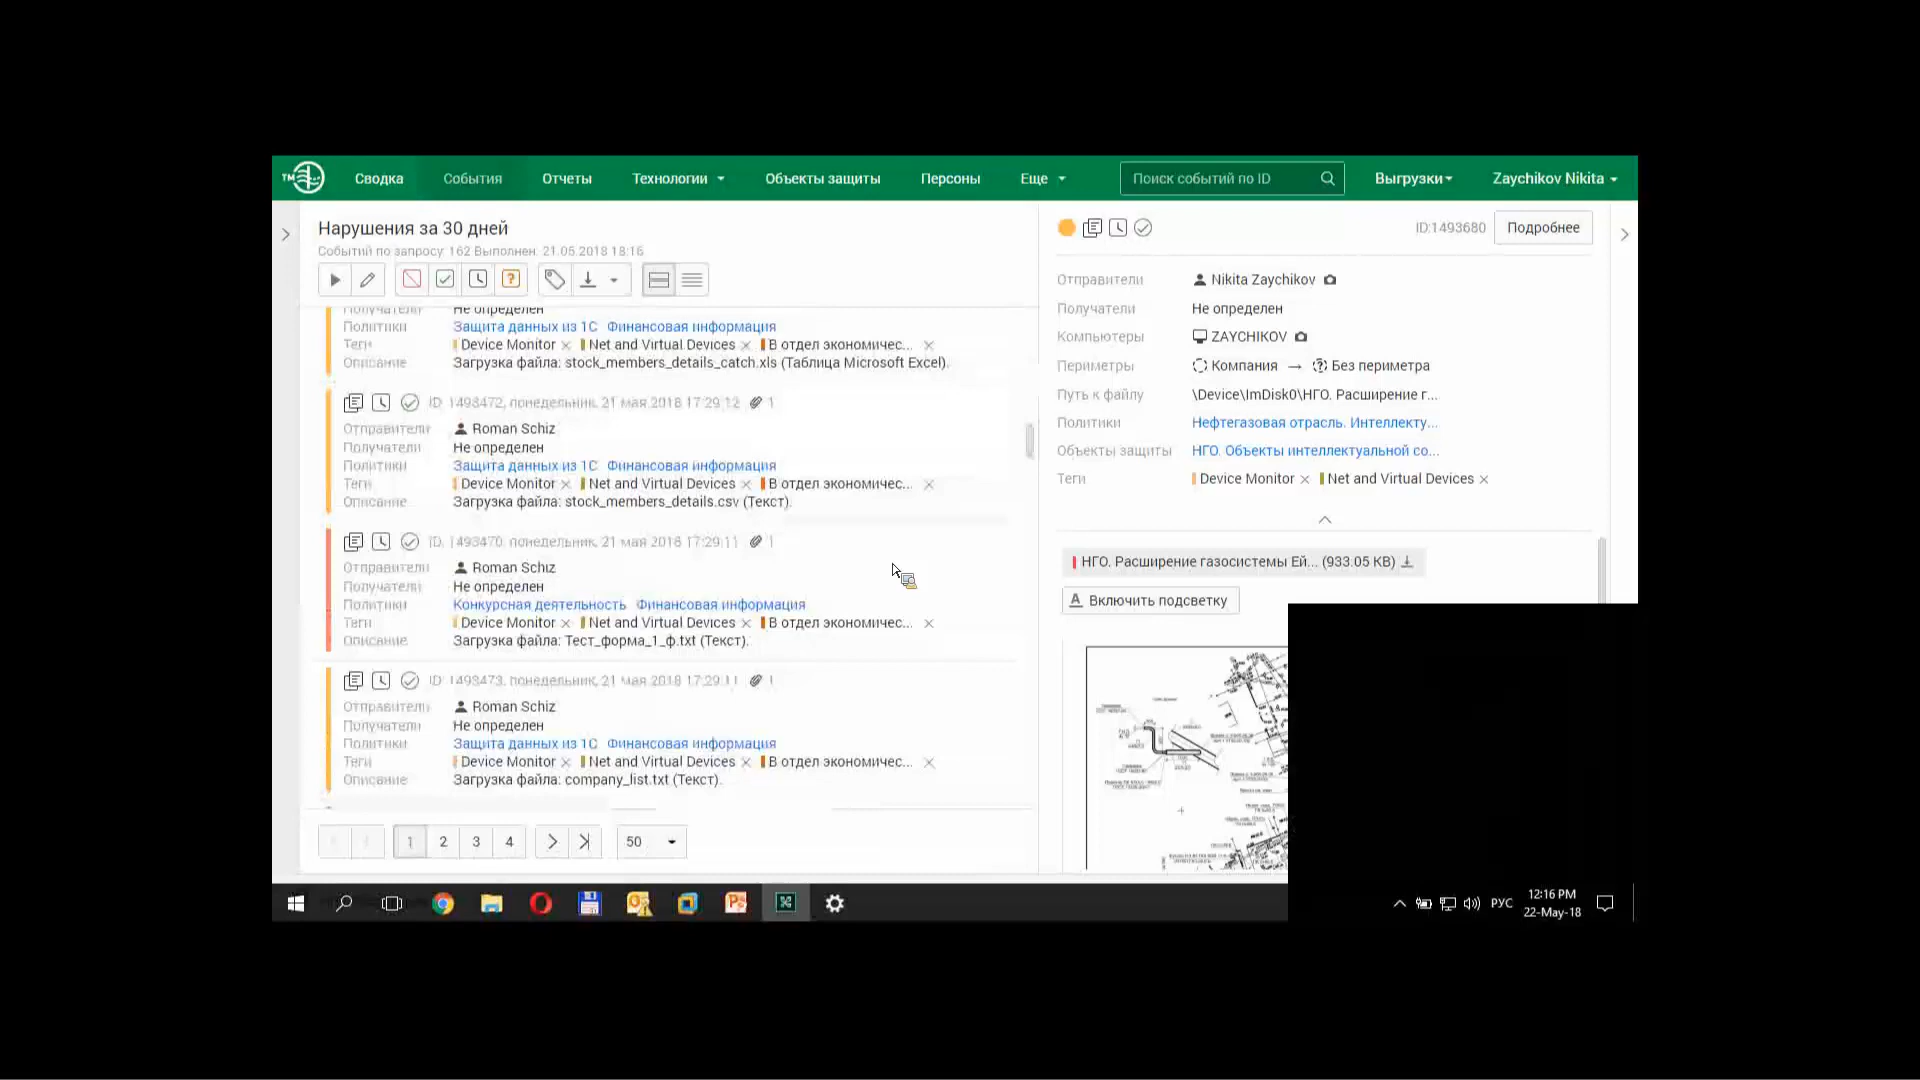 TM
Сводка События Отчеты Технологии Объекты защиты Персоны Еще Поиск событий по ID Выгрузки Zaychikov Nikita
Нарушения за 30 дней
Событий по запросу: 162 Выполнен: 21.05.2018 18:16
Получатели Не определен
Политики Защита данных из 1С Финансовая информация
Теги Device Monitor Net and Virtual Devices В отдел экономичес...
Описание Загрузка файла: stock_members_details_catch.xls (Таблица Microsoft Excel).
ID: 1493472, понедельник, 21 мая 2018 17:29:12 1
Отправители Roman Schiz
Получатели Не определен
Политики Защита данных из 1С Финансовая информация
Теги Device Monitor Net and Virtual Devices В отдел экономичес...
Описание Загрузка файла: stock_members_details.csv (Текст).
ID: 1493470, понедельник, 21 мая 2018 17:29:11 1
Отправители Roman Schiz
Получатели Не определен
Политики Конкурсная деятельность Финансовая информация
Теги Device Monitor Net and Virtual Devices В отдел экономичес...
Описание Загрузка файла: Тест_форма_1_ф.txt (Текст).
ID: 1493473, понедельник, 21 мая 2018 17:29:11 1
Отправители Roman Schiz
Получатели Не определен
Политики Защита данных из 1С Финансовая информация
Теги Device Monitor Net and Virtual Devices В отдел экономичес...
Описание Загрузка файла: company_list.txt (Текст).
1 2 3 4 50
ID:1493680 Подробнее
Отправители Nikita Zaychikov
Получатели Не определен
Компьютеры ZAYCHIKOV
Периметры Компания → Без периметра
Путь к файлу \Device\ImDisk0\НГО. Расширение г...
Политики Нефтегазовая отрасль. Интеллекту...
Объекты защиты НГО. Объекты интеллектуальной со...
Теги Device Monitor Net and Virtual Devices
НГО. Расширение газосистемы Ей... (933.05 KB)
A Включить подсветку
РУС 12:16 PM
22-May-18